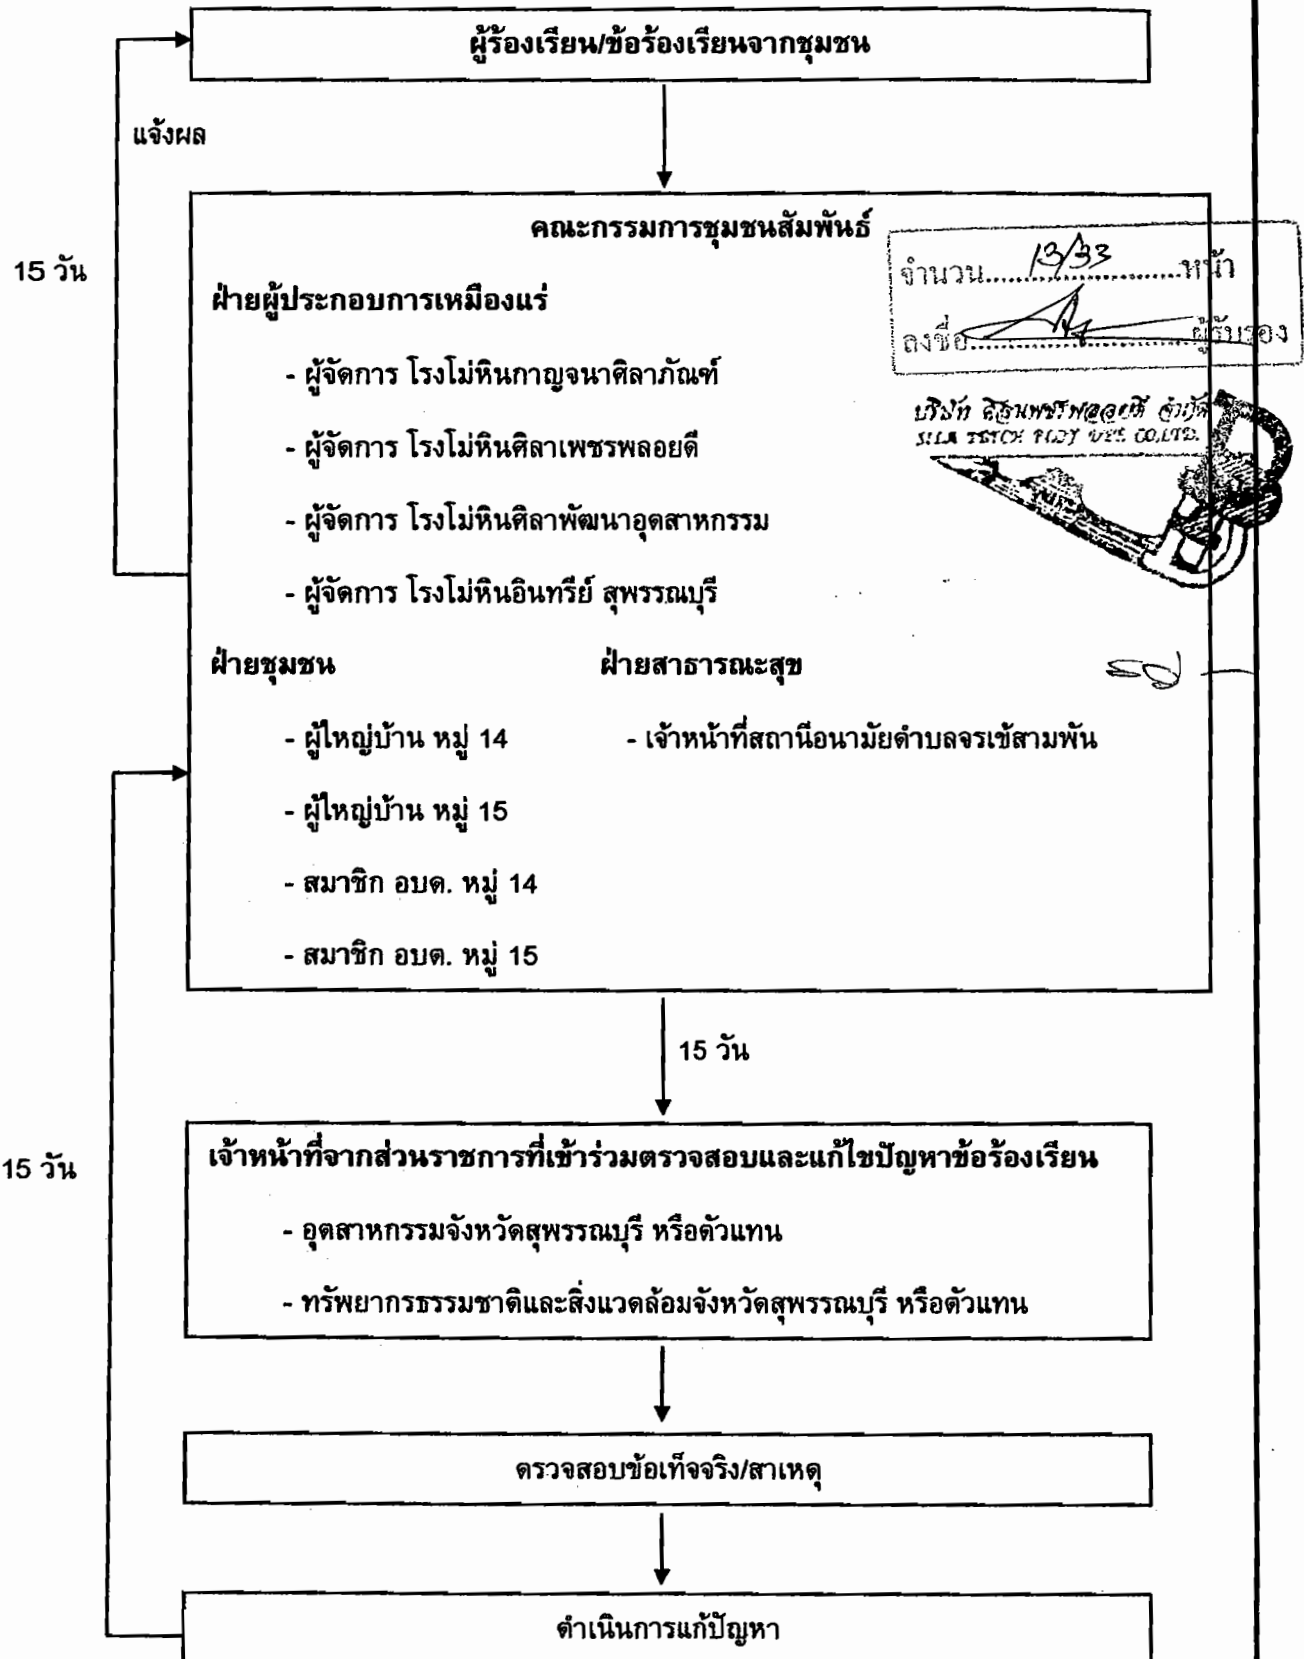 ผู้ร้องเรียน/ข้อร้องเรียนจากชุมชน
แจ้งผล
15 วัน
คณะกรรมการชุมชนสัมพันธ์
จำนวน 13/33 หน้า
ลงชื่อ ผู้รับรอง
ฝ่ายผู้ประกอบการเหมืองแร่
- ผู้จัดการ โรงโม่หินกาญจนาศิลาภัณฑ์
- ผู้จัดการ โรงโม่หินศิลาเพชรพลอยดี
- ผู้จัดการ โรงโม่หินศิลาพัฒนาอุตสาหกรรม
- ผู้จัดการ โรงโม่หินอินทรีย์ สุพรรณบุรี
ฝ่ายชุมชน ฝ่ายสาธารณะสุข
- ผู้ใหญ่บ้าน หมู่ 14 - เจ้าหน้าที่สถานีอนามัยตำบลจรเข้สามพัน
- ผู้ใหญ่บ้าน หมู่ 15
- สมาชิก อบต. หมู่ 14
- สมาชิก อบต. หมู่ 15
15 วัน
15 วัน
เจ้าหน้าที่จากส่วนราชการที่เข้าร่วมตรวจสอบและแก้ไขปัญหาข้อร้องเรียน
- อุตสาหกรรมจังหวัดสุพรรณบุรี หรือตัวแทน
- ทรัพยากรธรรมชาติและสิ่งแวดล้อมจังหวัดสุพรรณบุรี หรือตัวแทน
ตรวจสอบข้อเท็จจริง/สาเหตุ
ดำเนินการแก้ปัญหา